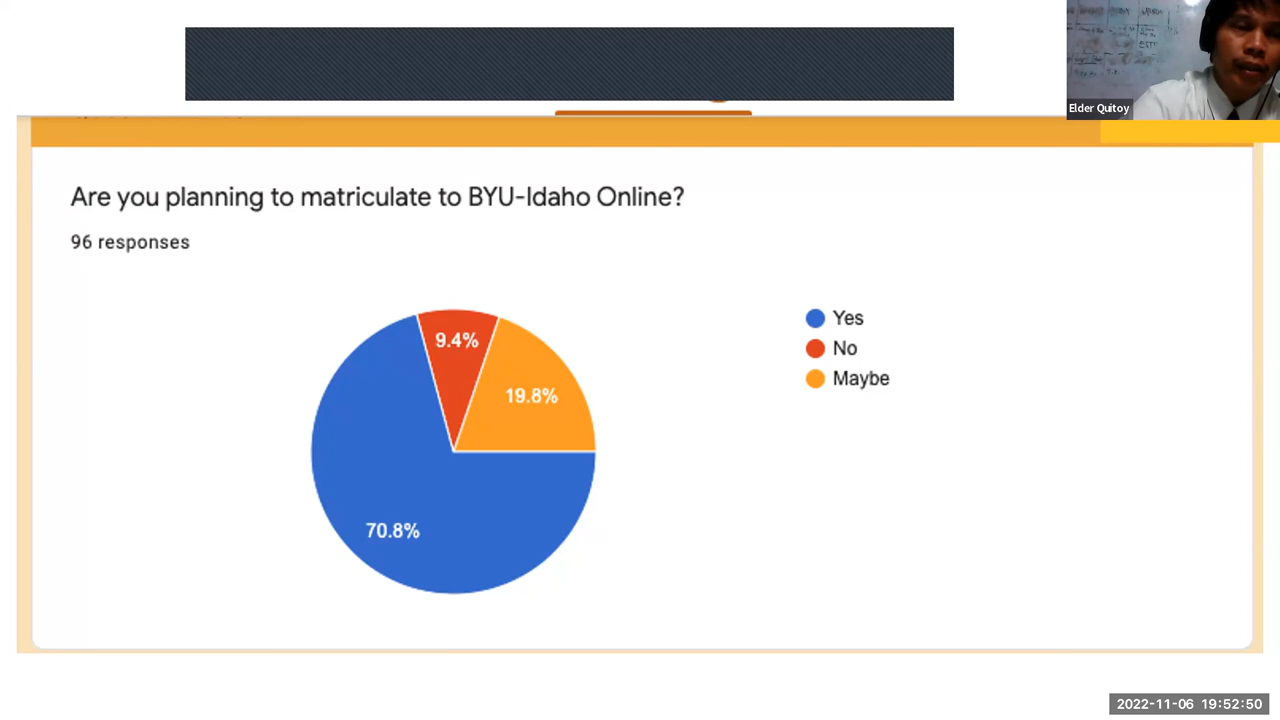 Elder Quitoy
Are you planning to matriculate to BYU-Idaho Online?
96 responses
9.4%
19.8%
70.8%
Yes
No
Maybe
2022-11-06 19:52:50